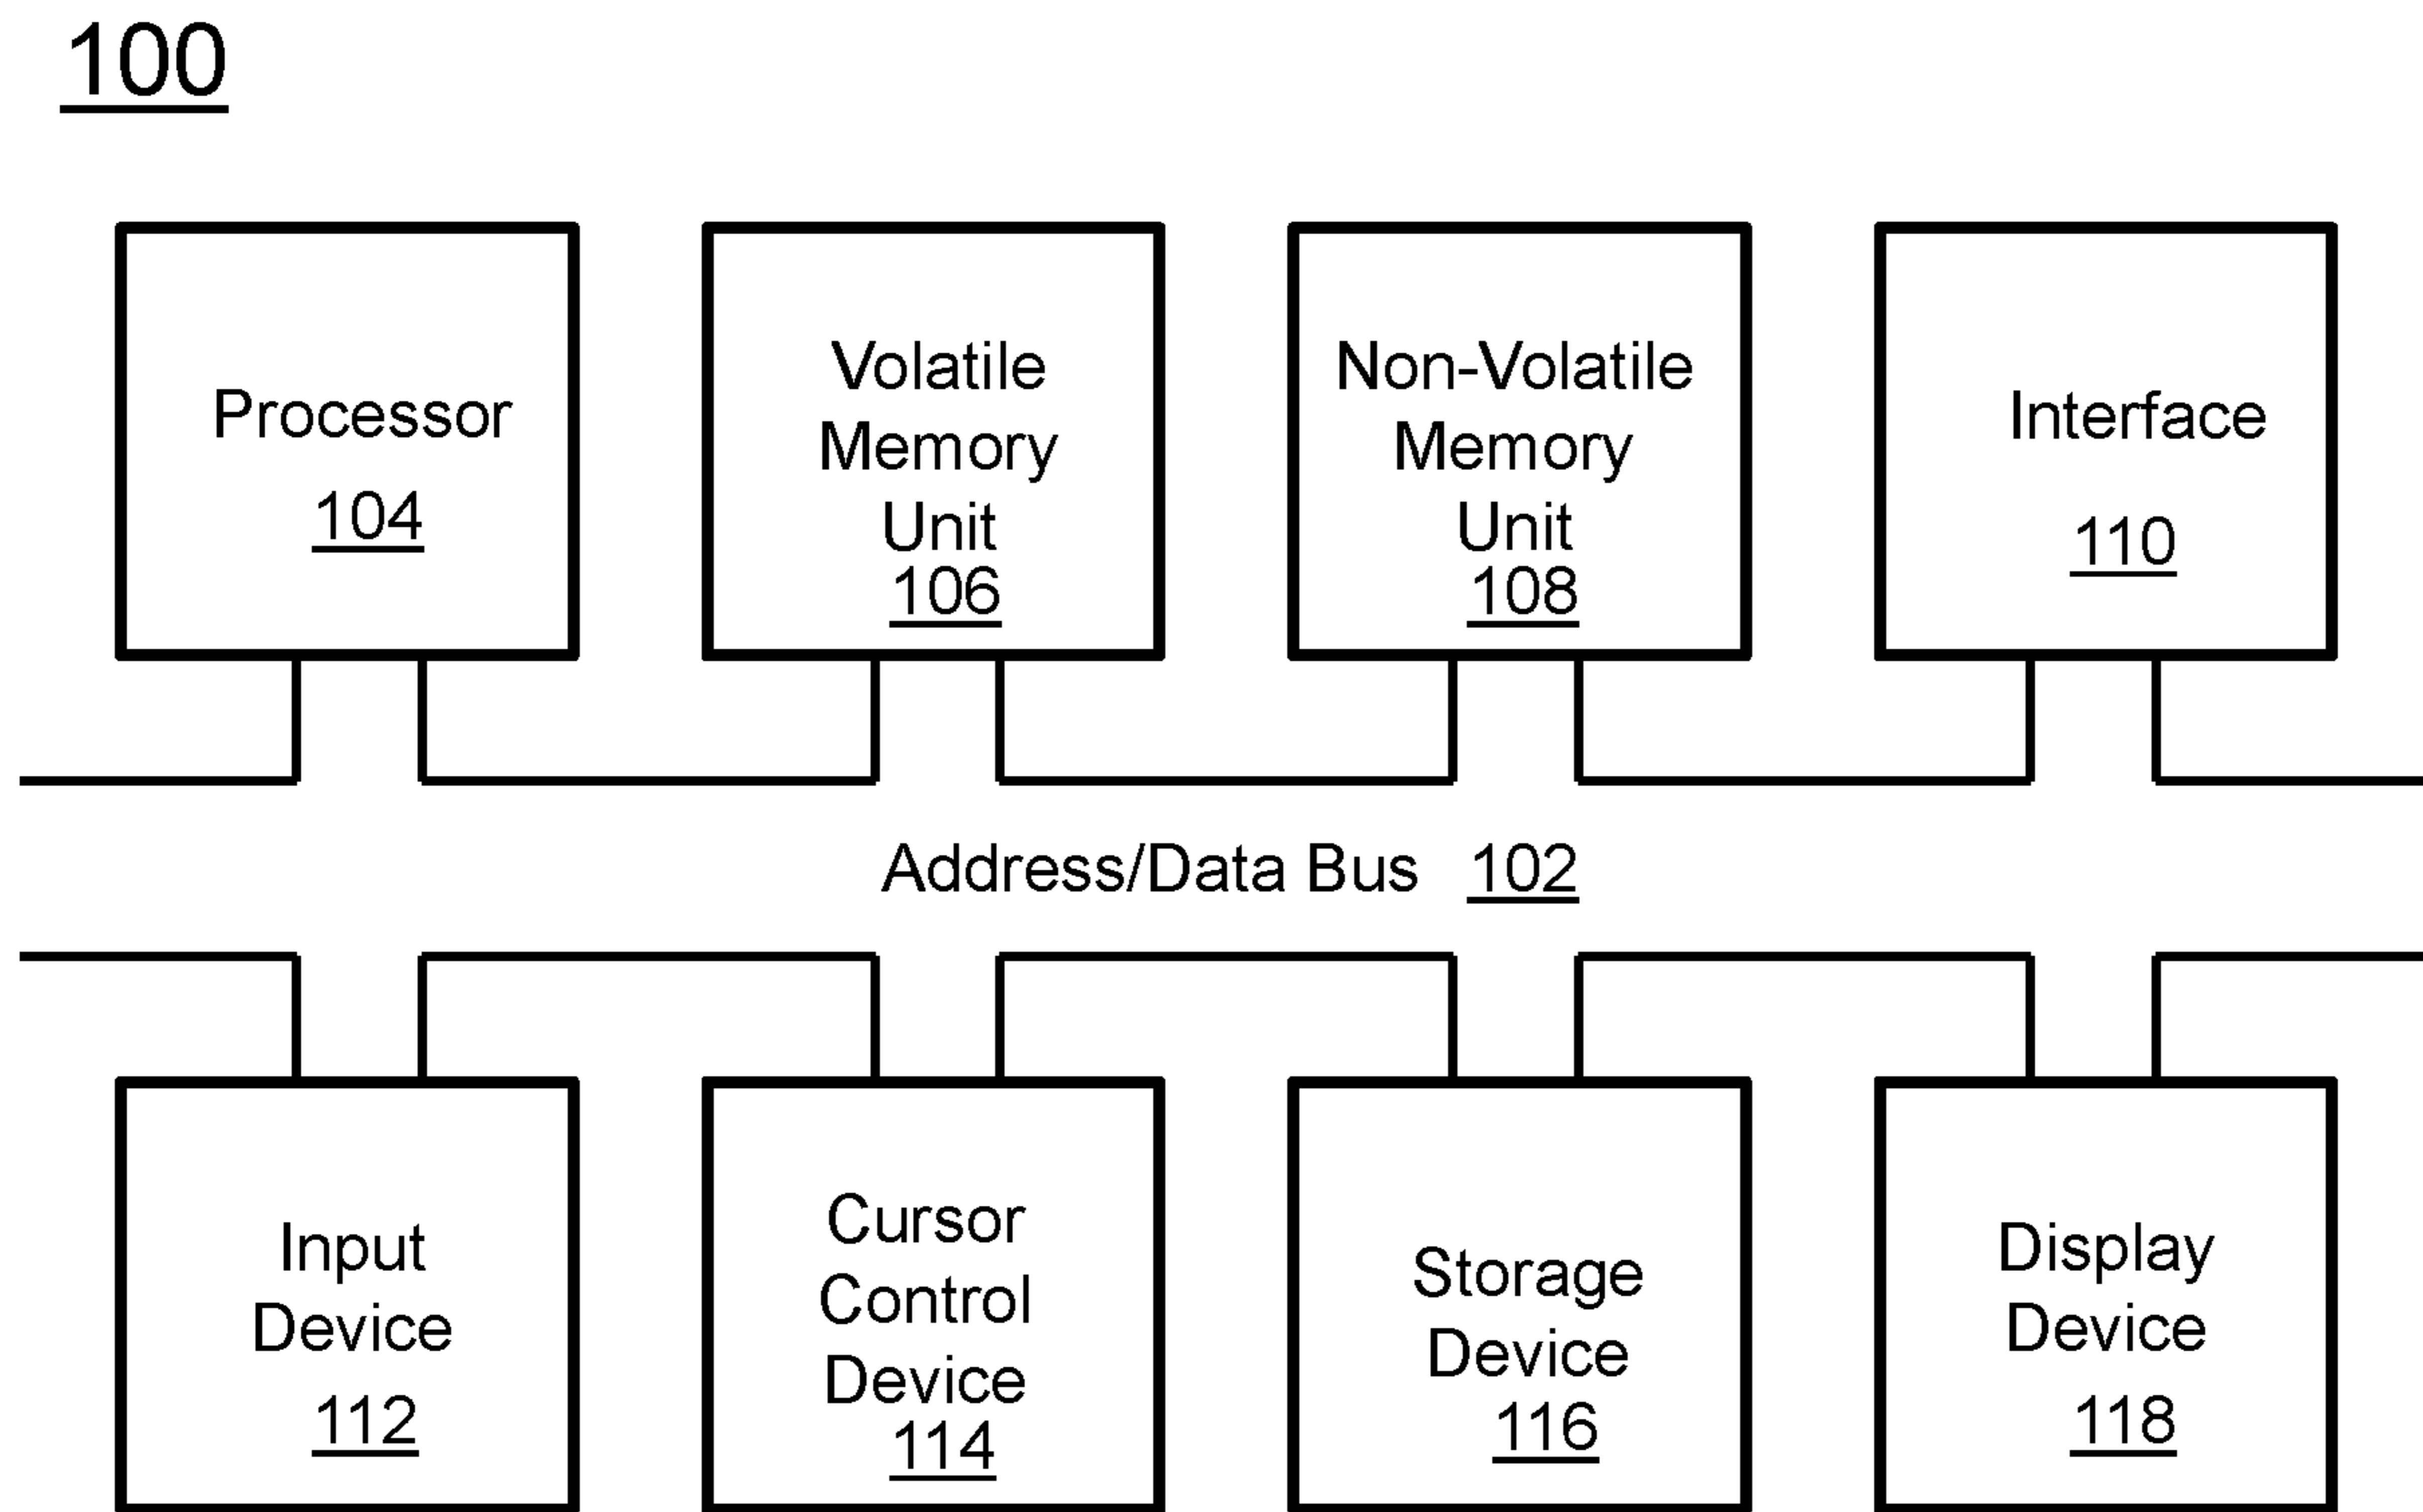 100
Processor
104
Volatile
Memory
Unit
106
Non-Volatile
Memory
Unit
108
Interface
110
Address/Data Bus 102
Input
Device
112
Cursor
Control
Device
114
Storage
Device
116
Display
Device
118